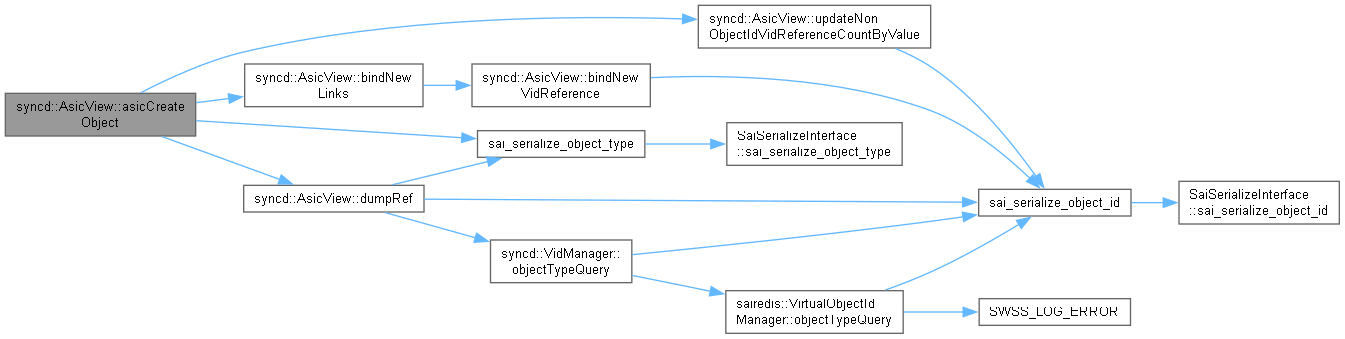 syncd::AsicView::updateNon
ObjectIdVidReferenceCountByValue
syncd::AsicView::bindNew
Links
syncd::AsicView::bindNew
VidReference
syncd::AsicView::asicCreate
Object
sai_serialize_object_type
SaiSerializeInterface
::sai_serialize_object_type
syncd::AsicView::dumpRef
sai_serialize_object_id
SaiSerializeInterface
::sai_serialize_object_id
syncd::VidManager::
objectTypeQuery
sairedis::VirtualObjectId
Manager::objectTypeQuery
SWSS_LOG_ERROR